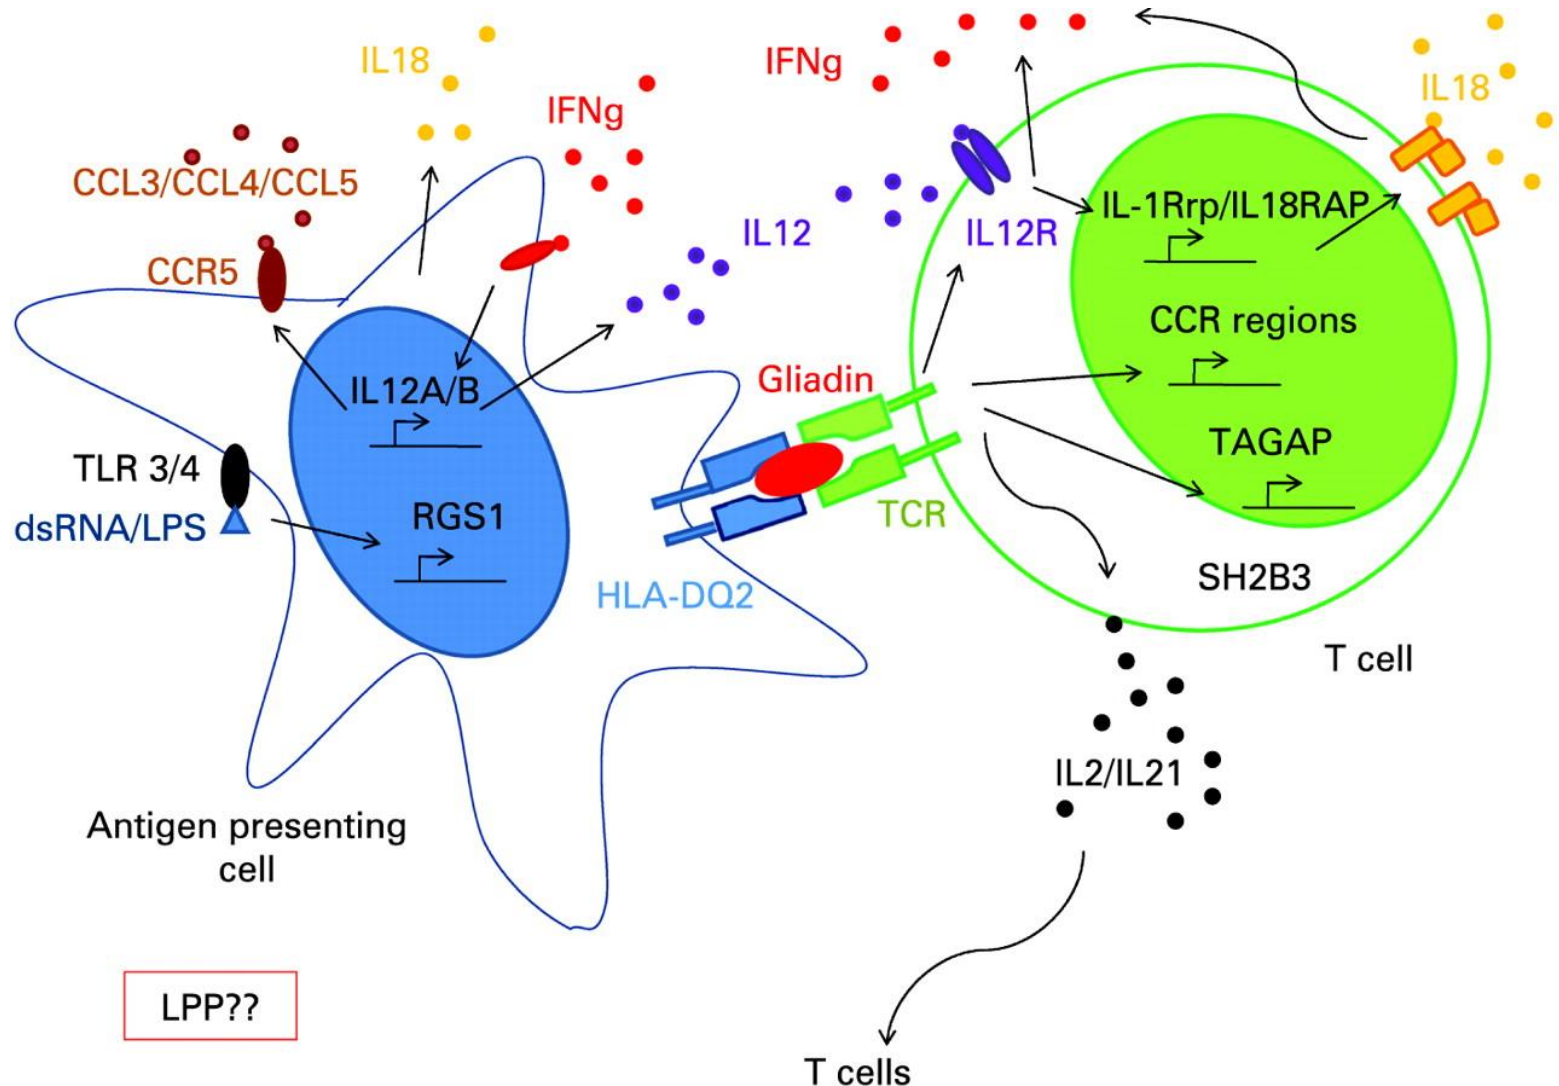 IL18
IFNg
CCL3/CCL4/CCL5
CCR5
IL12A/B
TLR 3/4
dsRNA/LPS
RGS1
IL12
Gliadin
HLA-DQ2
TCR
Antigen presenting
cell
LPP??
IFNg
IL18
IL12R
IL-1Rrp/IL18RAP
CCR regions
TAGAP
SH2B3
T cell
IL2/IL21
T cells